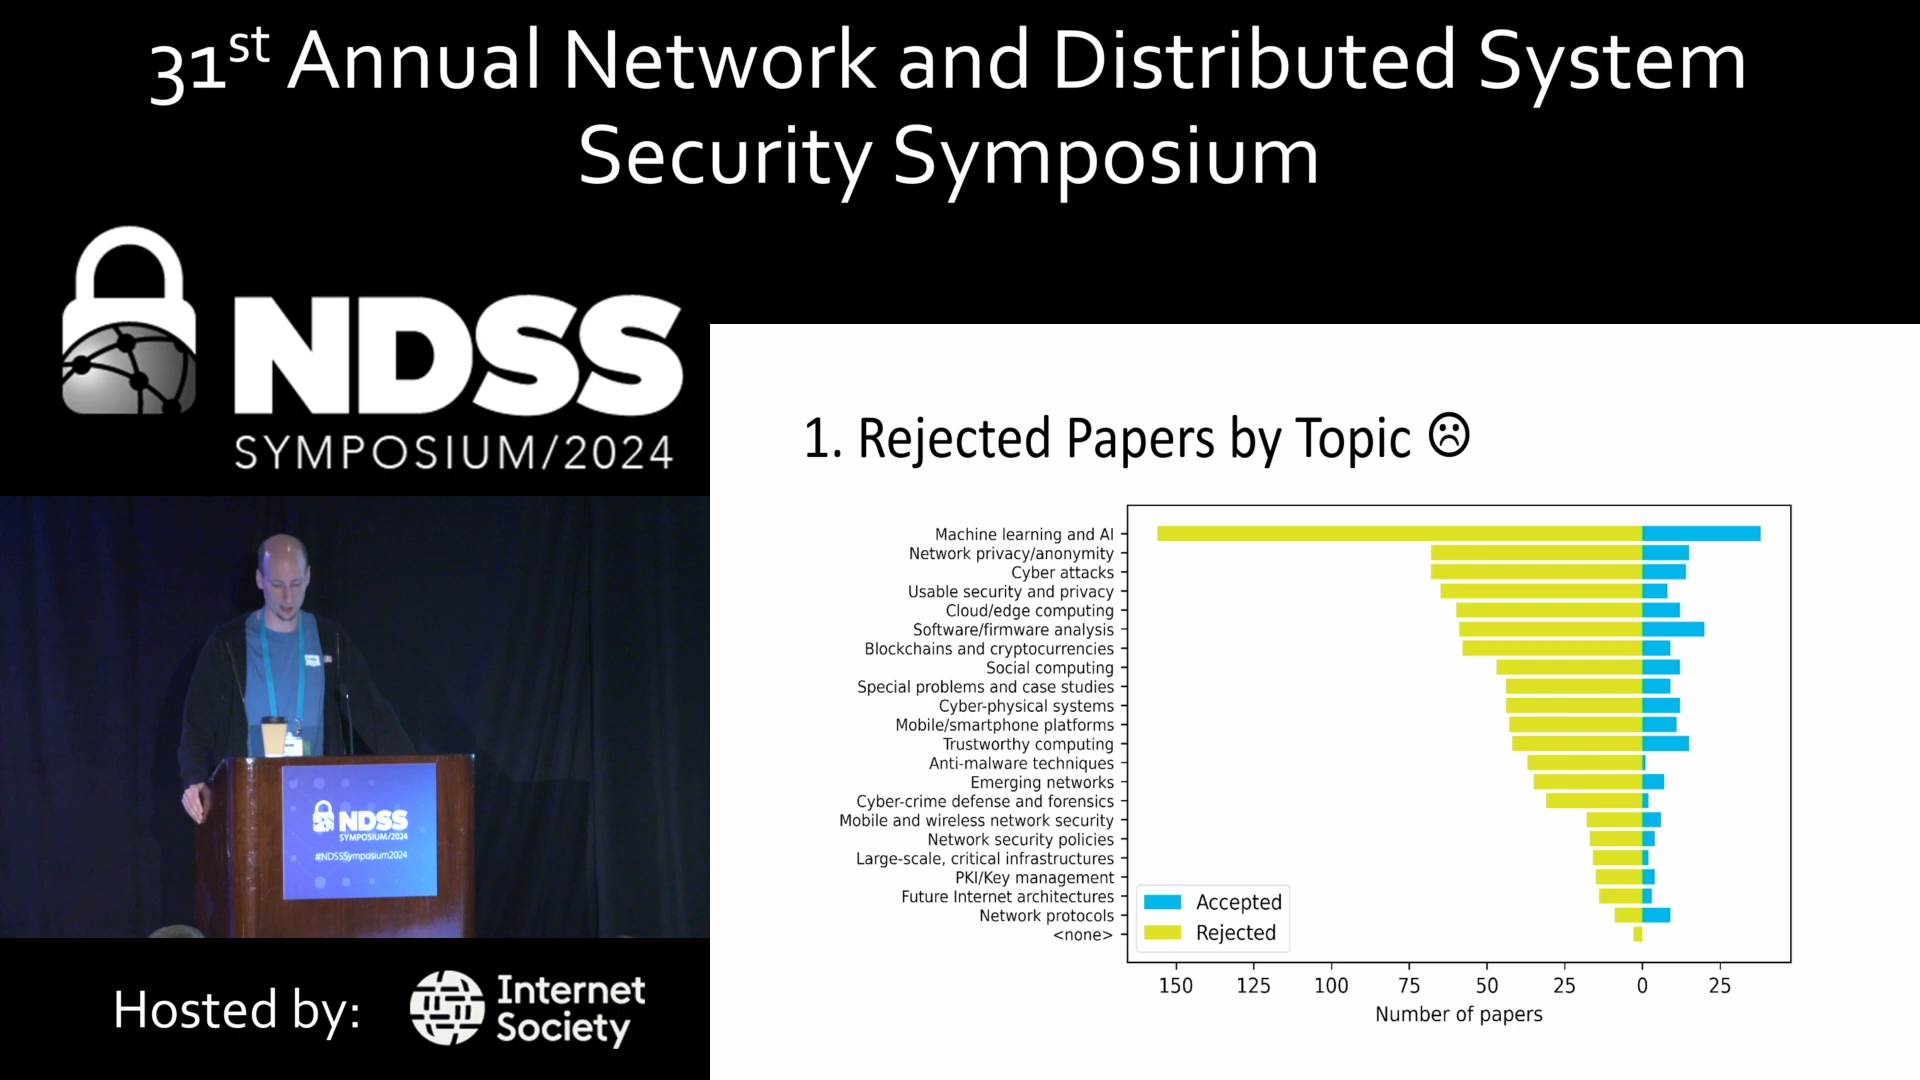 31st Annual Network and Distributed System
Security Symposium
NDSS
SYMPOSIUM/2024
1. Rejected Papers by Topic ☹
Machine learning and AI
Network privacy/anonymity
Cyber attacks
Usable security and privacy
Cloud/edge computing
Software/firmware analysis
Blockchains and cryptocurrencies
Social computing
Special problems and case studies
Cyber-physical systems
Mobile/smartphone platforms
Trustworthy computing
Anti-malware techniques
Emerging networks
Cyber-crime defense and forensics
Mobile and wireless network security
Network security policies
Large-scale, critical infrastructures
PKI/Key management
Future Internet architectures
Network protocols
<none>
Accepted
Rejected
150 125 100 75 50 25 0 25
Number of papers
NDSS
SYMPOSIUM/2024
#NDSSSymposium2024
Hosted by:
Internet
Society